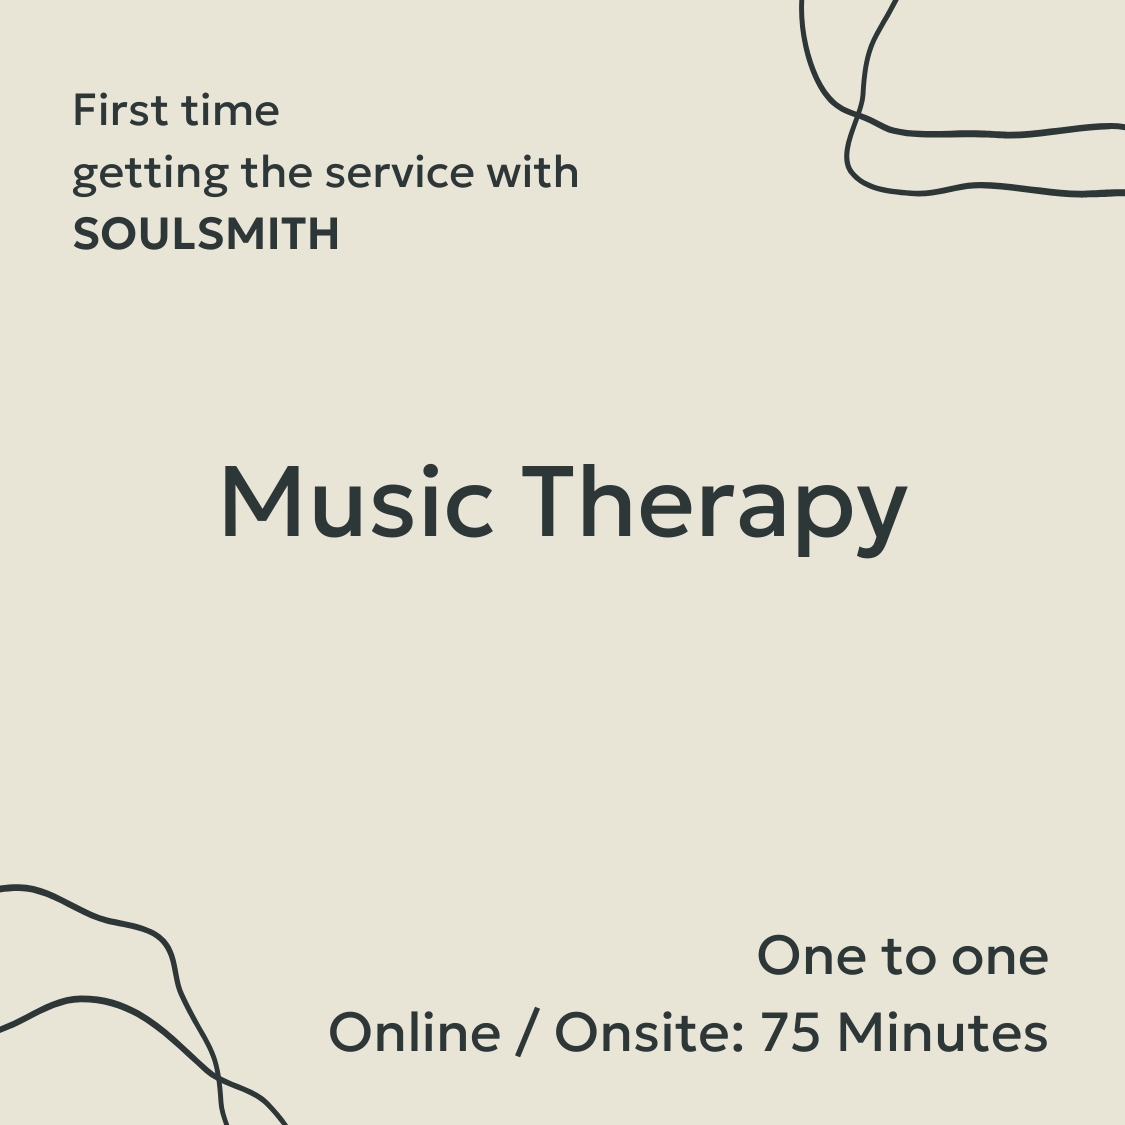 First time
getting the service with
SOULSMITH
Music Therapy
One to one
Online / Onsite: 75 Minutes